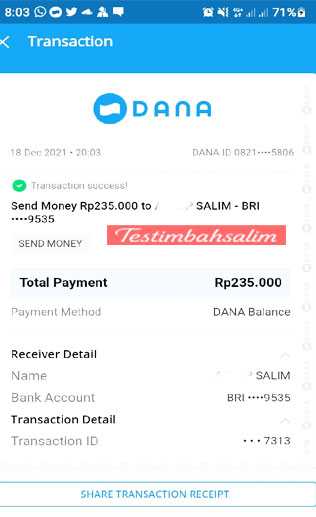 8:03 71%
Transaction
DANA
18 Dec 2021 • 20:03 DANA ID 0821••••5806
Transaction success!
Send Money Rp235.000 to SALIM - BRI
••••9535
Testimbahsalim
SEND MONEY
Total Payment Rp235.000
Payment Method DANA Balance
Receiver Detail
Name SALIM
Bank Account BRI ••••9535
Transaction Detail
Transaction ID • • • 7313
SHARE TRANSACTION RECEIPT